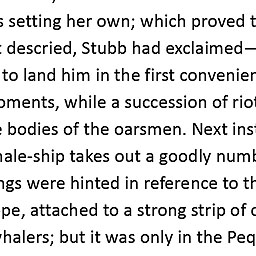 s setting her own; which proved t
t descried, Stubb had exclaimed—
to land him in the first convenien
pments, while a succession of riot
e bodies of the oarsmen. Next inst
hale-ship takes out a goodly numb
ngs were hinted in reference to th
pe, attached to a strong strip of c
whalers; but it was only in the Peq